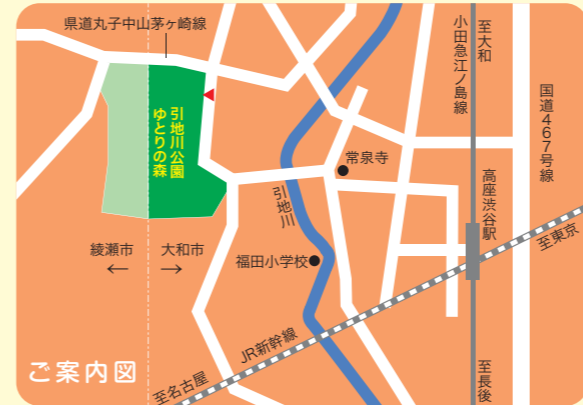 県道丸子中山茅ヶ崎線
引地川公園
ゆとりの森
綾瀬市
←
大和市
→
引地川
常泉寺
福田小学校
小田急江ノ島線
至大和
国道467号線
高座渋谷駅
至東京
JR新幹線
至名古屋
至長後
ご案内図